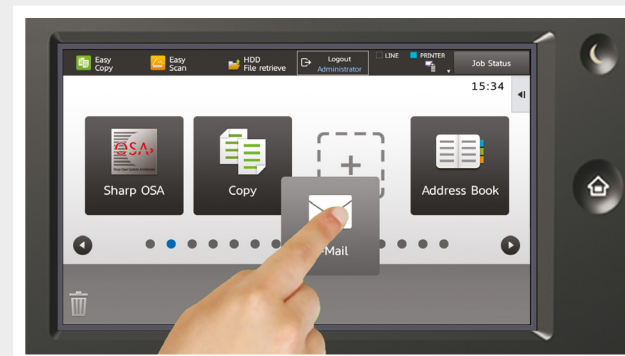 Easy
Copy
Easy
Scan
HDD
File retrieve
Logout
Administrator
LINE
PRINTER
Job Status
15:34
OSA
Sharp OSA
Copy
Address Book
Mail